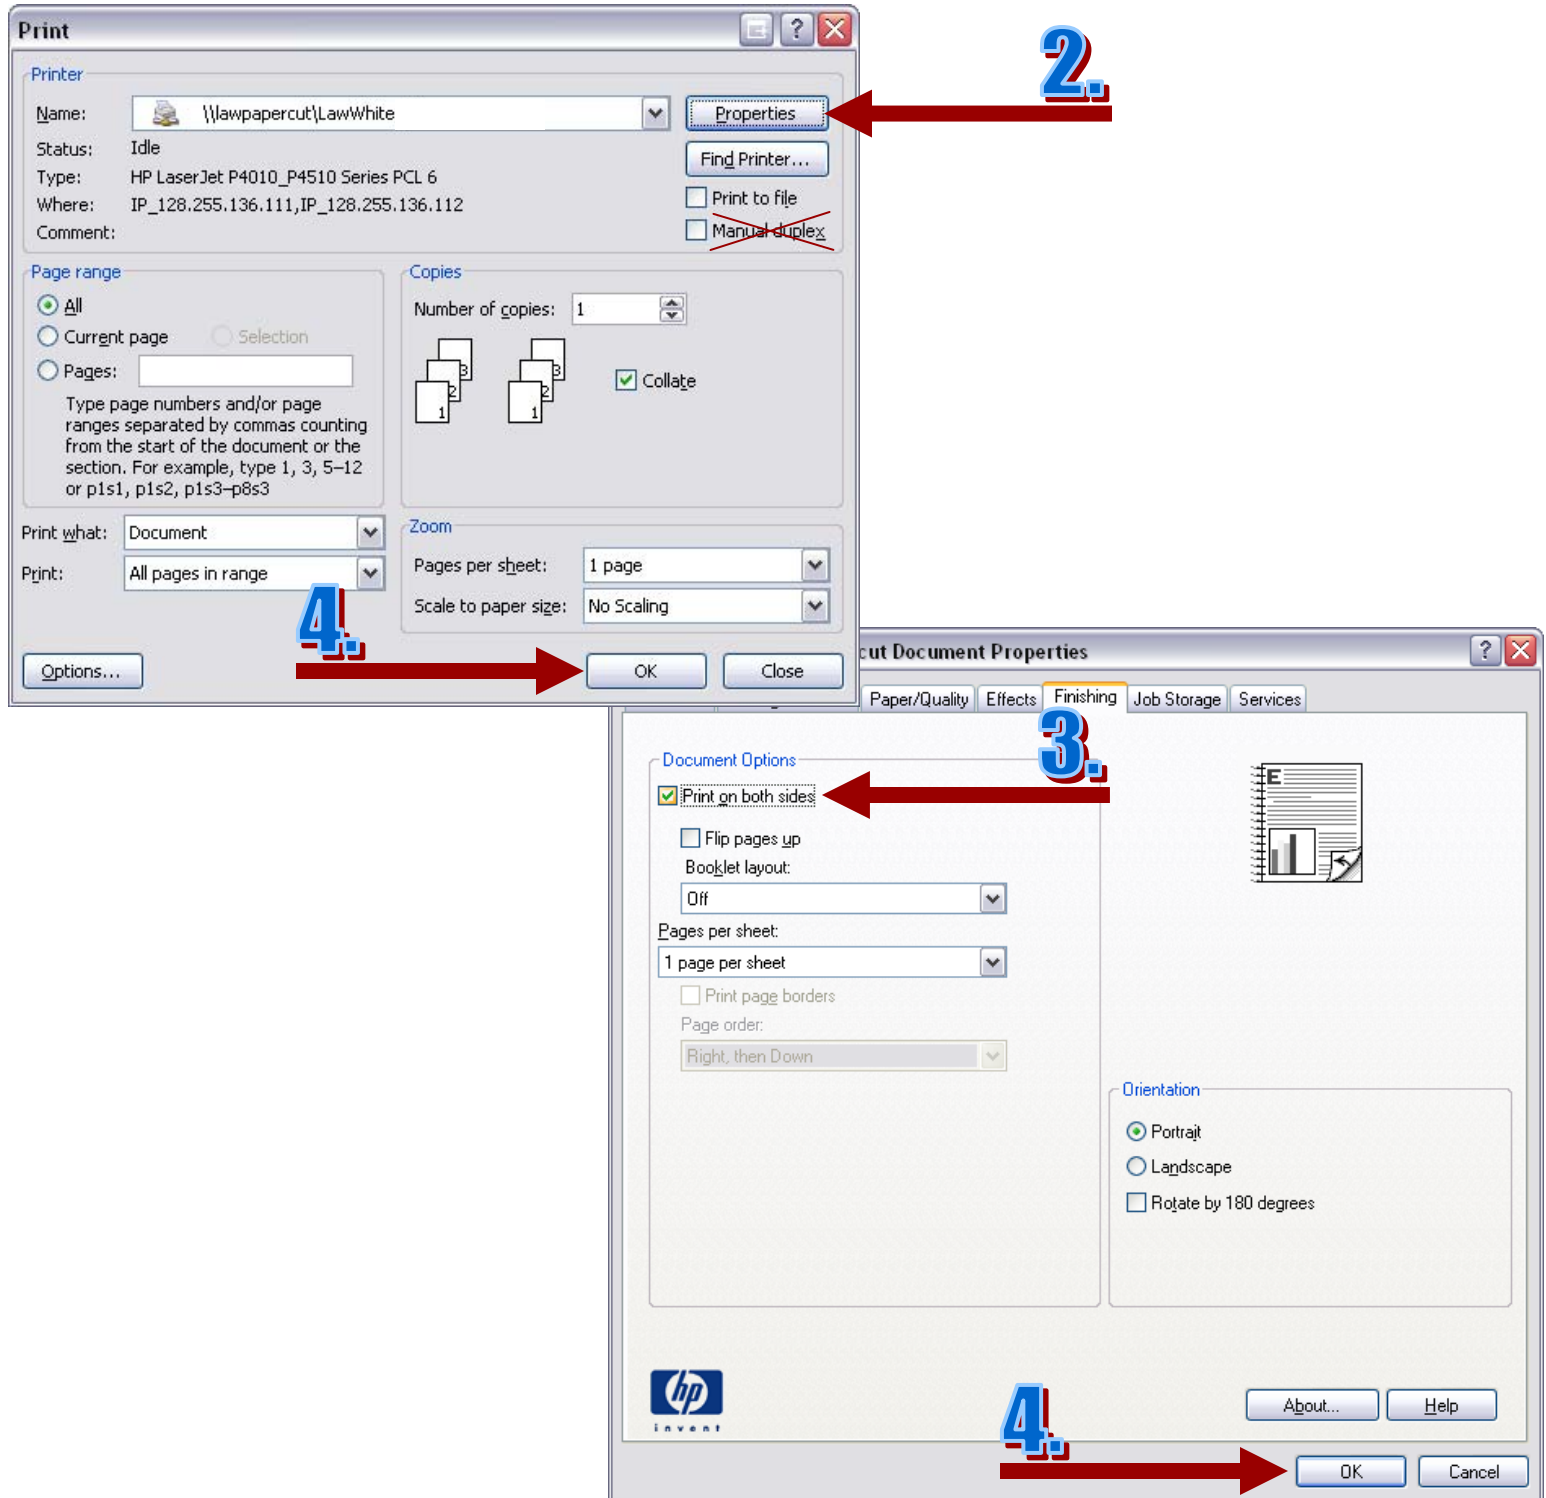 Print
2.
Printer
Name: \\lawpapercut\LawWhite Properties
Status: Idle
Find Printer...
Type: HP LaserJet P4010_P4510 Series PCL 6
Print to file
Where: IP_128.255.136.111,IP_128.255.136.112
Manual duplex
Comment:
Page range
All
Current page Selection
Pages:
Type page numbers and/or page
ranges separated by commas counting
from the start of the document or the
section. For example, type 1, 3, 5–12
or p1s1, p1s2, p1s3–p8s3
Copies
Number of copies: 1
3 3
2 2
1 1
Collate
Print what: Document
Print: All pages in range
Zoom
Pages per sheet: 1 page
Scale to paper size: No Scaling
4.
Options... OK Close
cut Document Properties
Paper/Quality Effects Finishing Job Storage Services
3.
Document Options
Print on both sides
Flip pages up
Booklet layout:
Off
Pages per sheet:
1 page per sheet
Print page borders
Page order:
Right, then Down
E
Orientation
Portrait
Landscape
Rotate by 180 degrees
hp
invent
4.
About... Help
OK Cancel